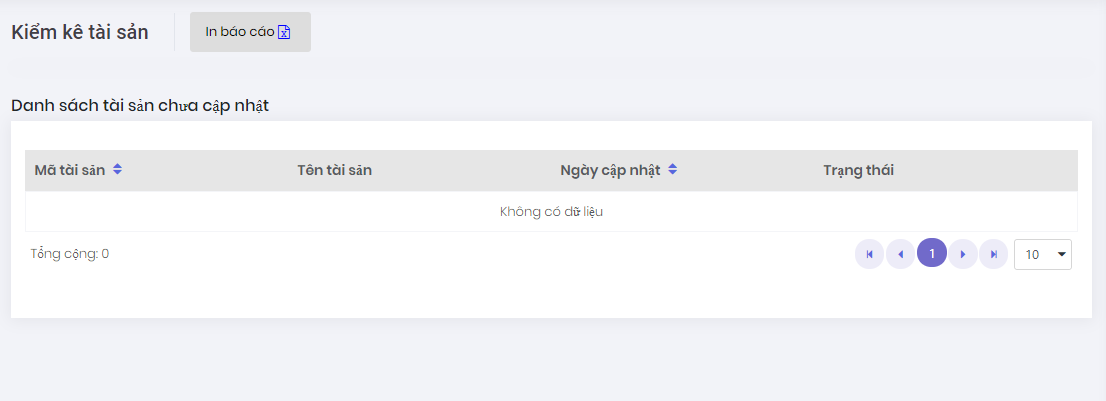 Kiểm kê tài sản
In báo cáo
Danh sách tài sản chưa cập nhật
Mã tài sản Tên tài sản Ngày cập nhật Trạng thái
Không có dữ liệu
Tổng cộng: 0
1 10